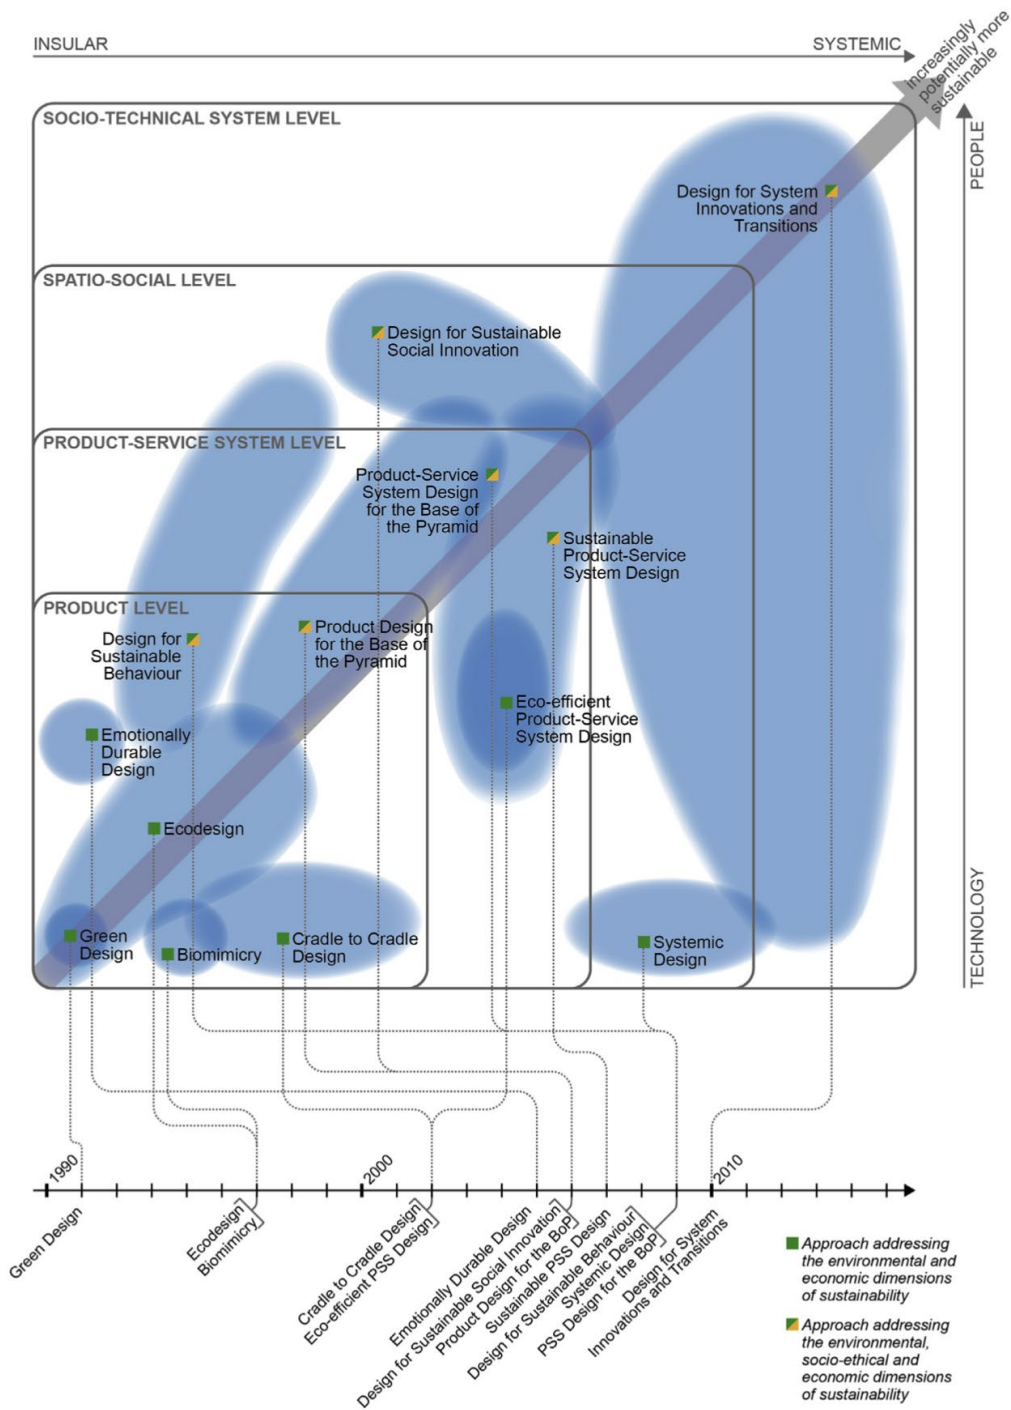 INSULAR
SYSTEMIC
increasingly
potentially more
sustainable
SOCIO-TECHNICAL SYSTEM LEVEL
PEOPLE
Design for System
Innovations and
Transitions
SPATIO-SOCIAL LEVEL
Design for Sustainable
Social Innovation
PRODUCT-SERVICE SYSTEM LEVEL
Product-Service
System Design
for the Base of
the Pyramid
Sustainable
Product-Service
System Design
PRODUCT LEVEL
Design for
Sustainable
Behaviour
Product Design
for the Base of
the Pyramid
Eco-efficient
Product-Service
System Design
Emotionally
Durable
Design
Ecodesign
TECHNOLOGY
Green
Design
Biomimicry
Cradle to Cradle
Design
Systemic
Design
1990
2000
2010
Green Design
Ecodesign
Biomimicry
Cradle to Cradle Design
Eco-efficient PSS Design
Emotionally Durable Design
Design for Sustainable Social Innovation
Product Design for the BoP
Sustainable PSS Design
Design for Sustainable Behaviour
Systemic Design
PSS Design for the BoP
Design for System
Innovations and Transitions
Approach addressing
the environmental and
economic dimensions
of sustainability
Approach addressing
the environmental,
socio-ethical and
economic dimensions
of sustainability